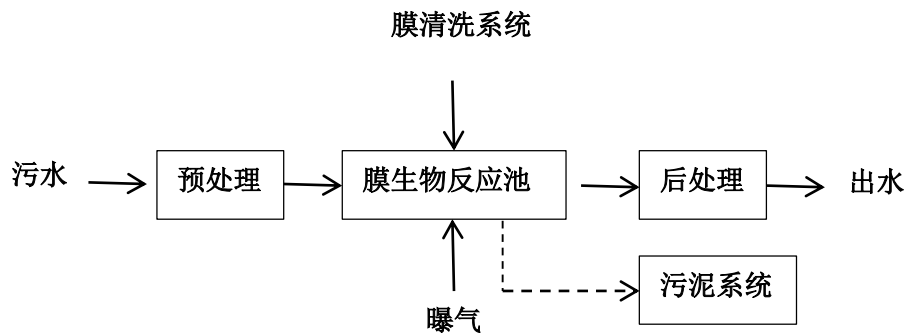 膜清洗系统
污水
预处理
膜生物反应池
后处理
出水
污泥系统
曝气